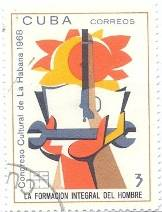 CUBA CORREOS
Congreso Cultural de La Habana 1968
3
LA FORMACION INTEGRAL DEL HOMBRE